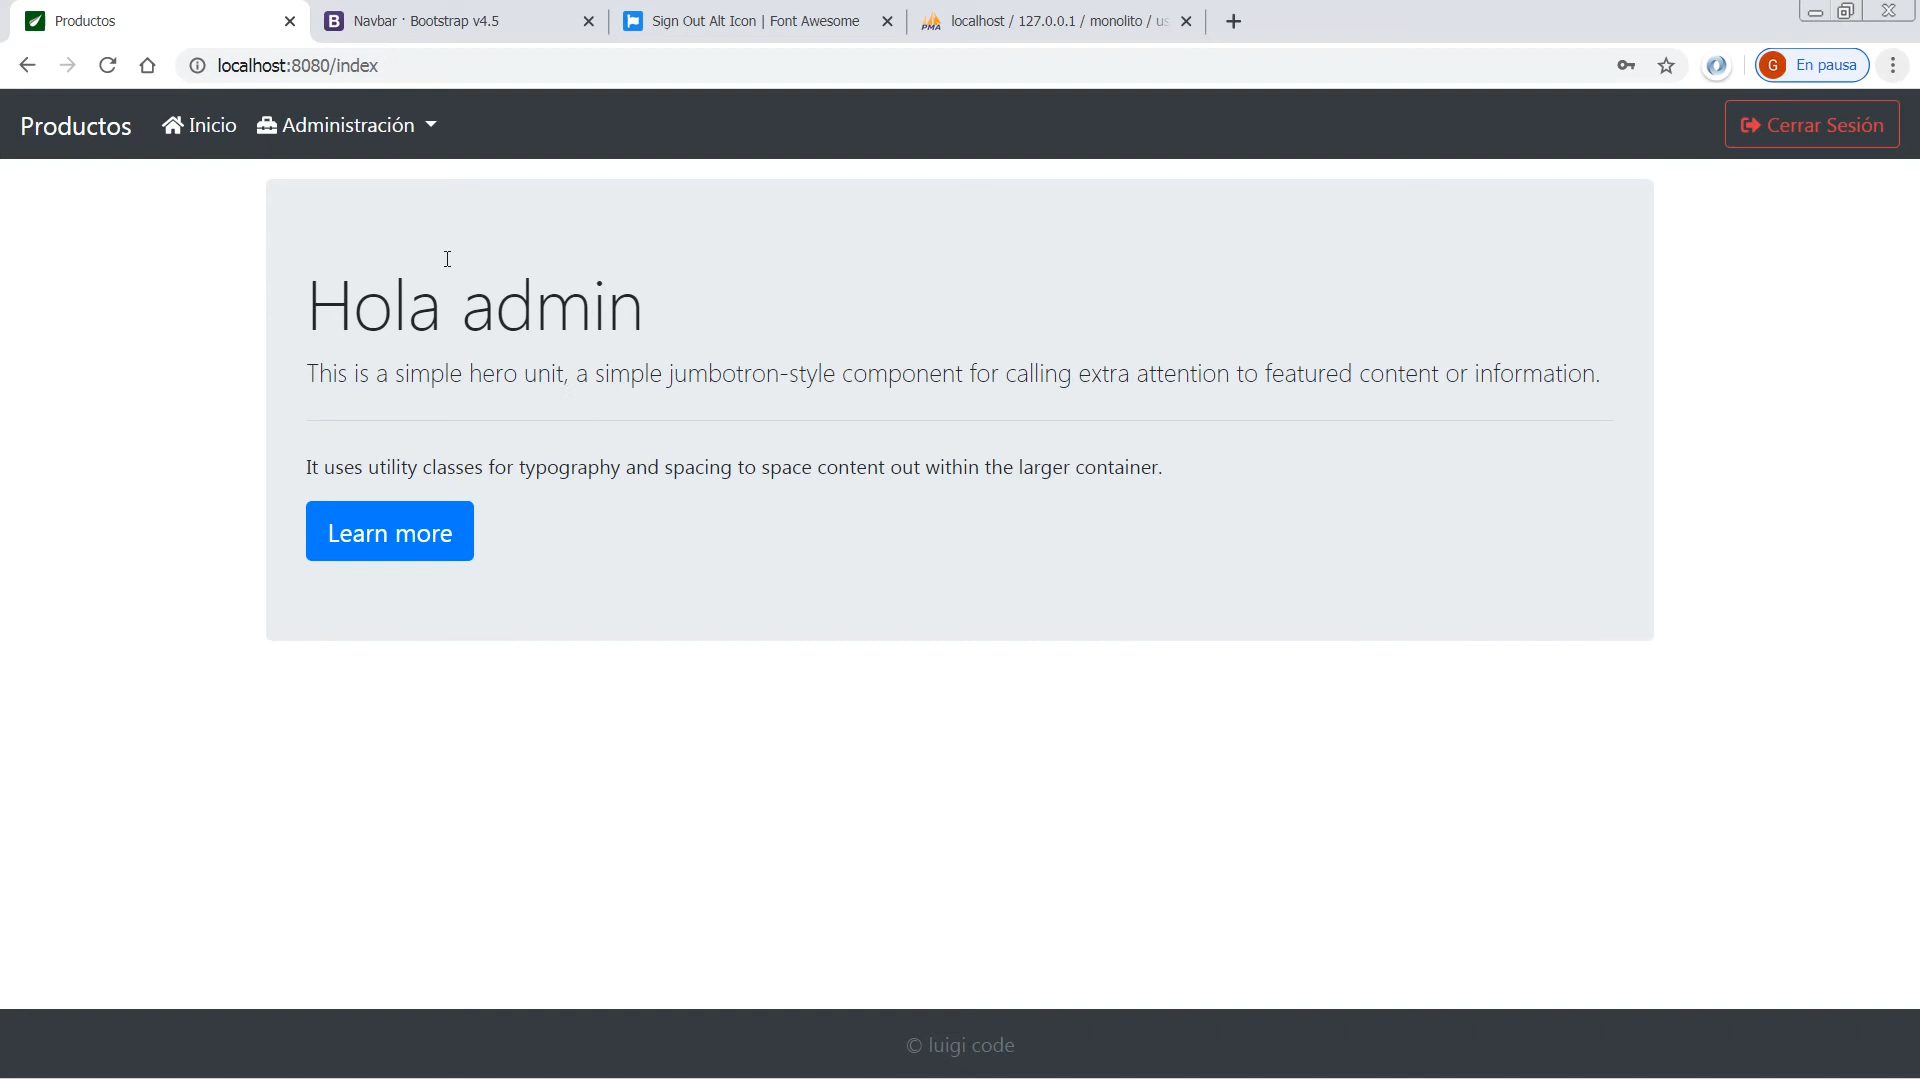 Productos
Navbar · Bootstrap v4.5
Sign Out Alt Icon | Font Awesome
localhost / 127.0.0.1 / monolito / us
localhost:8080/index
G En pausa
Productos Inicio Administración Cerrar Sesión
Hola admin
This is a simple hero unit, a simple jumbotron-style component for calling extra attention to featured content or information.
It uses utility classes for typography and spacing to space content out within the larger container.
Learn more
© luigi code